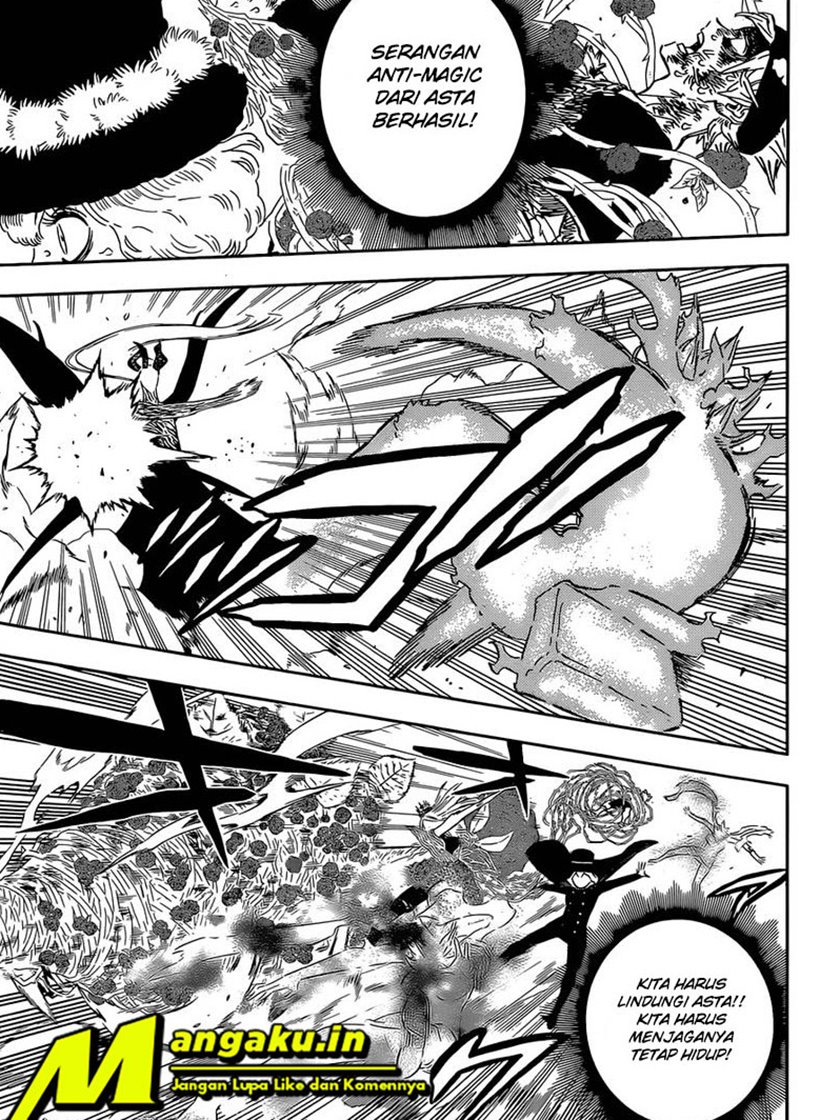 SERANGAN
ANTI-MAGIC
DARI ASTA
BERHASIL!
KITA HARUS
LINDUNGI ASTA!!
KITA HARUS
MENJAGANYA
TETAP HIDUP!
Mangaku.in
Jangan Lupa Like dan Komennya